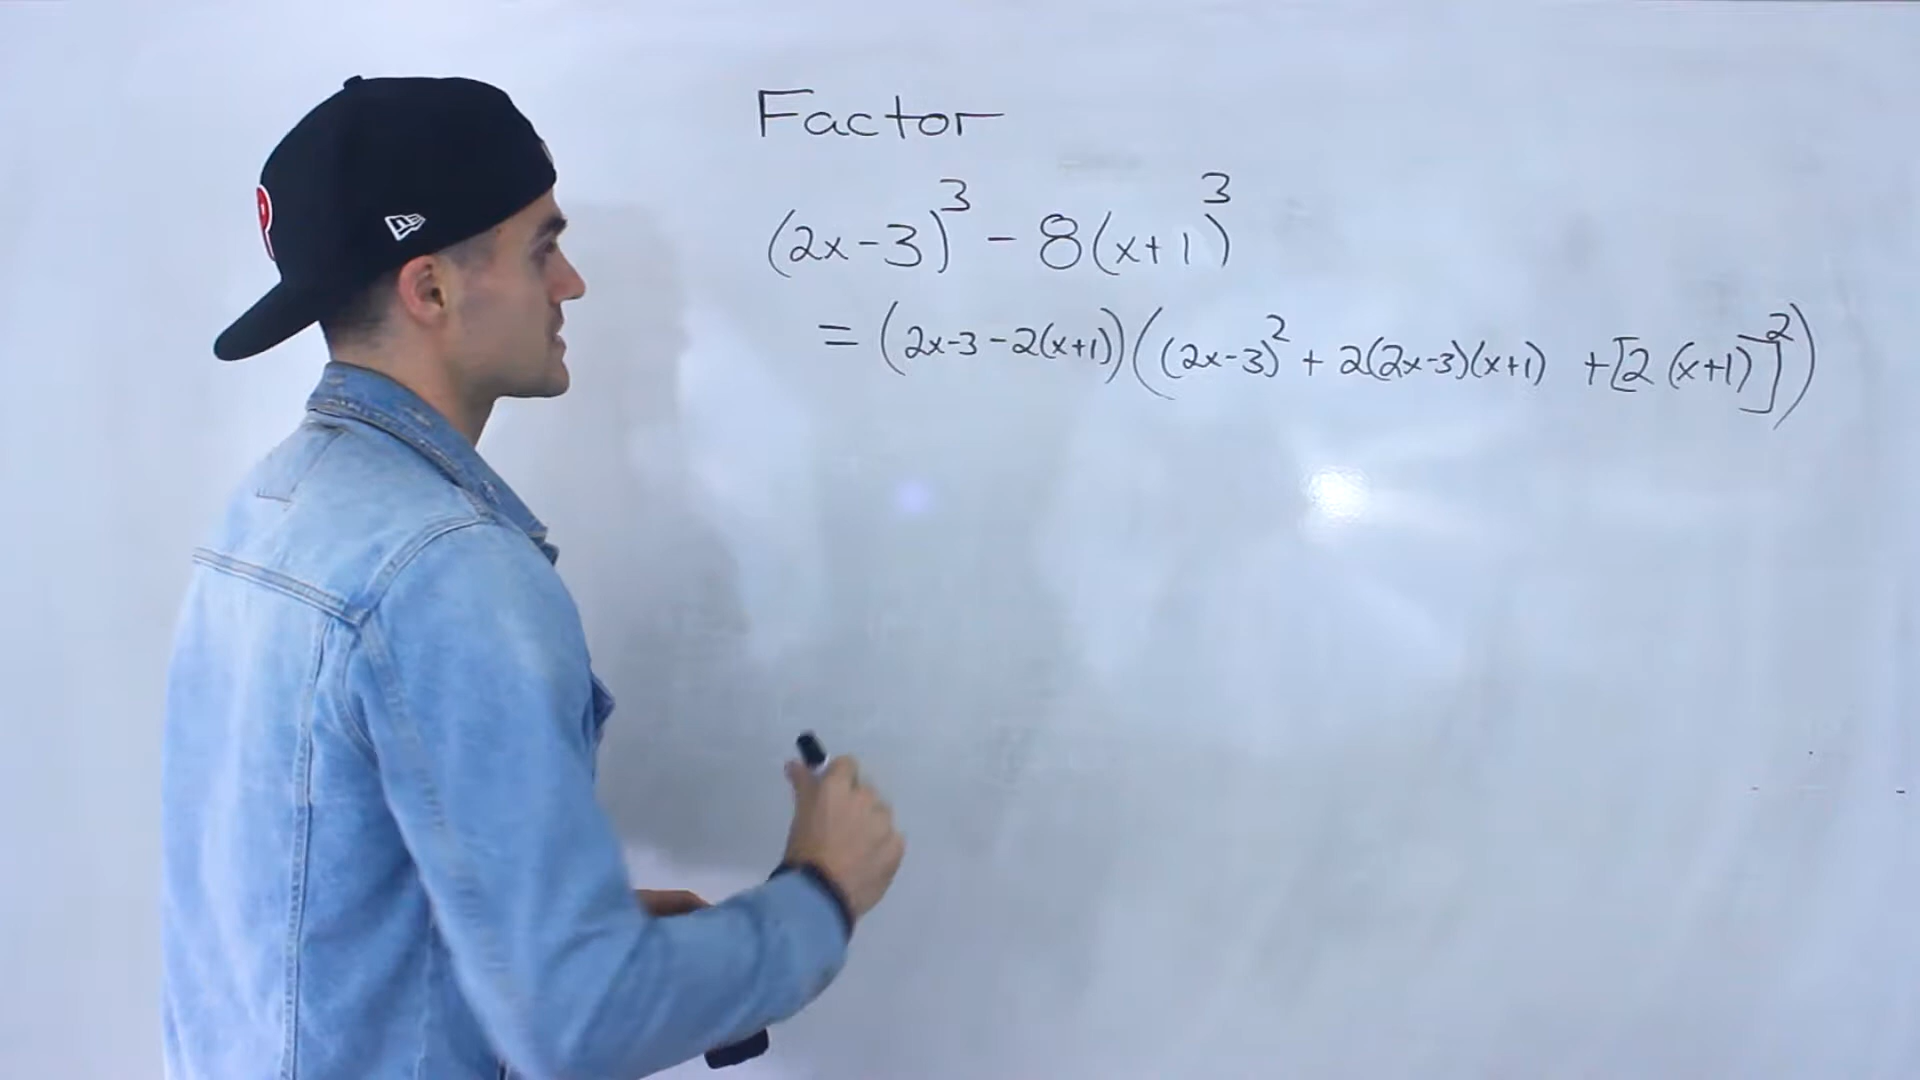 Factor
(2x-3)³ - 8(x+1)³
= (2x-3-2(x+1))((2x-3)² + 2(2x-3)(x+1) + [2(x+1)]²)